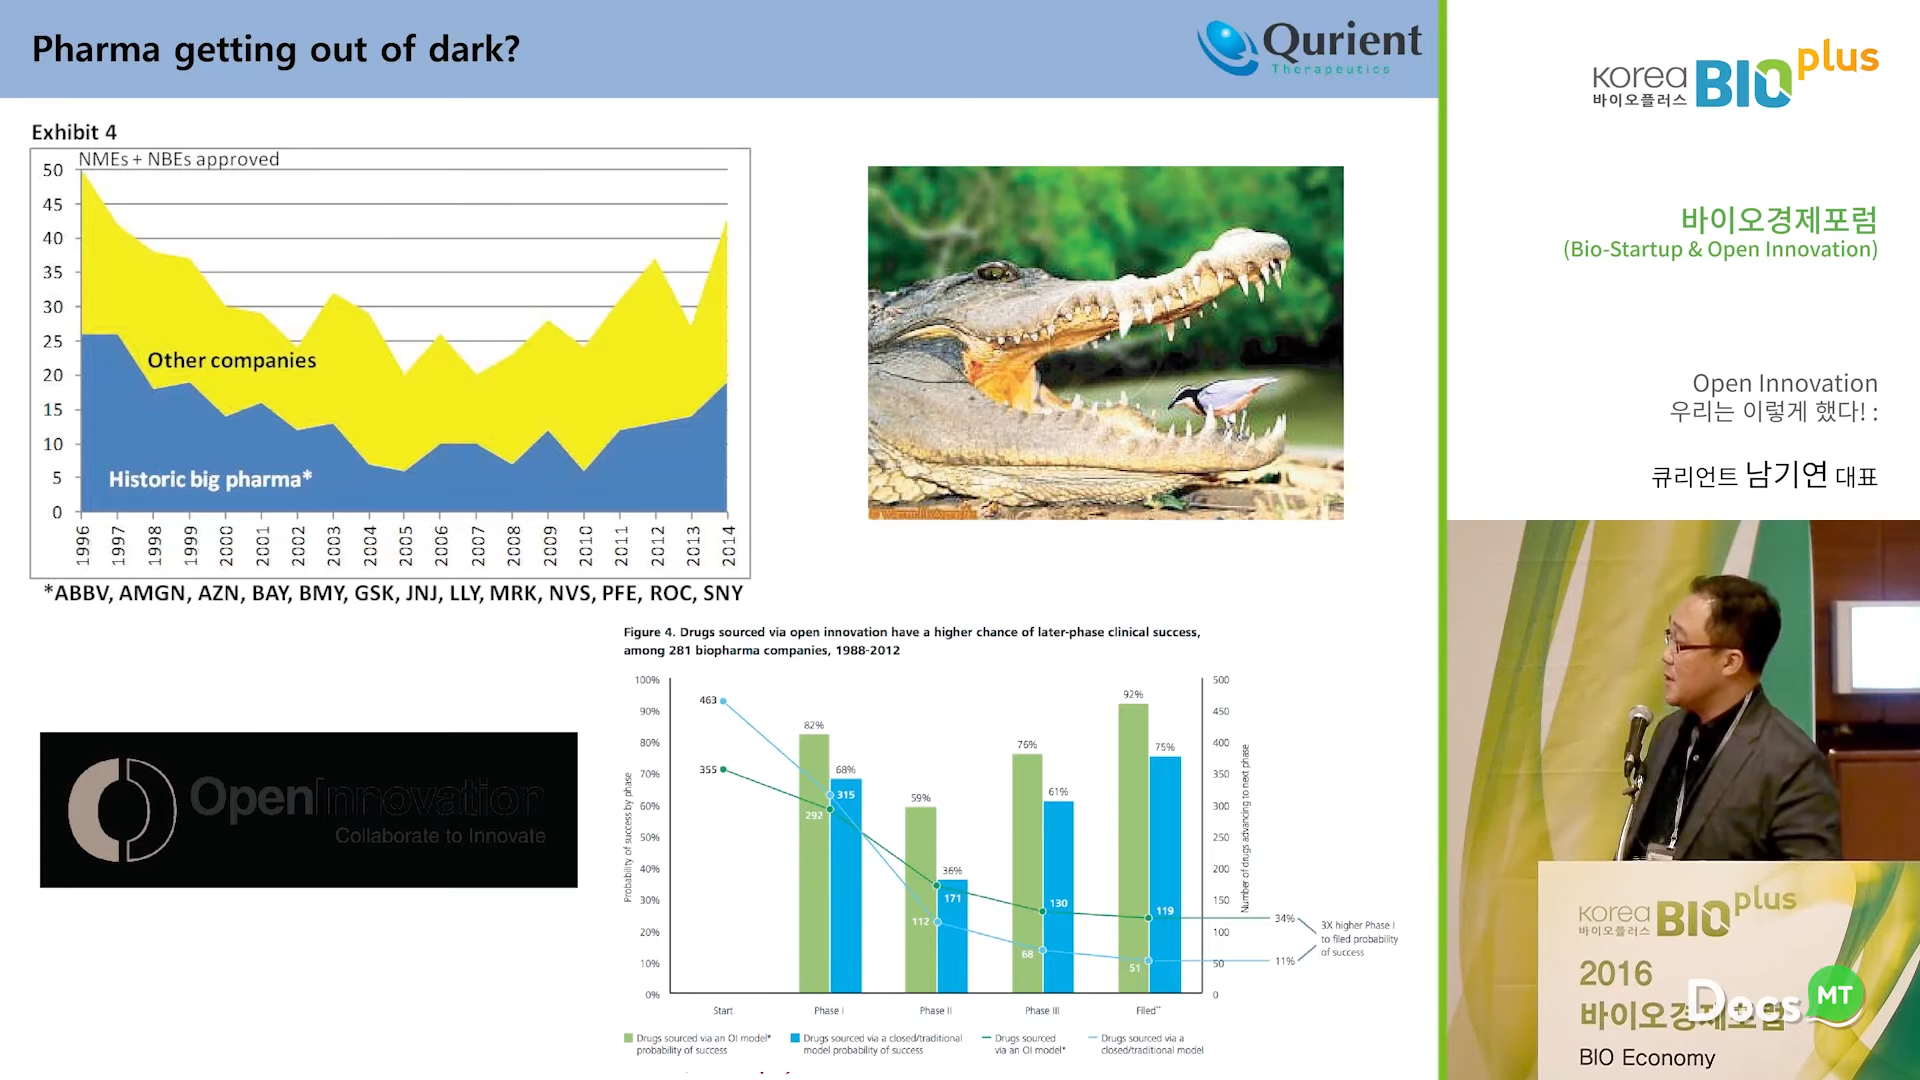 Pharma getting out of dark?
Qurient
Therapeutics
Exhibit 4
NMEs + NBEs approved
50
45
40
35
30
25
20
15
10
5
0
Other companies
Historic big pharma*
1996
1997
1998
1999
2000
2001
2002
2003
2004
2005
2006
2007
2008
2009
2010
2011
2012
2013
2014
*ABBV, AMGN, AZN, BAY, BMY, GSK, JNJ, LLY, MRK, NVS, PFE, ROC, SNY
OpenInnovation
Collaborate to Innovate
Figure 4. Drugs sourced via open innovation have a higher chance of later-phase clinical success,
among 281 biopharma companies, 1988-2012
Probability of success by phase
100%
90%
80%
70%
60%
50%
40%
30%
20%
10%
0%
463
355
82%
68%
315
292
59%
36%
171
112
76%
61%
130
68
92%
75%
119
51
500
450
400
350
300
250
200
150
100
50
0
Number of drugs advancing to next phase
34%
11%
3X higher Phase I
to filed probability
of success
Start
Phase I
Phase II
Phase III
Filed**
Drugs sourced via an OI model*
probability of success
Drugs sourced via a closed/traditional
model probability of success
Drugs sourced
via an OI model*
Drugs sourced via a
closed/traditional model
korea BIO plus
바이오플러스
바이오경제포럼
(Bio-Startup & Open Innovation)
Open Innovation
우리는 이렇게 했다! :
큐리언트 남기연 대표
korea BIO plus
바이오플러스
2016
바이오경제포럼
BIO Economy
Docs MT